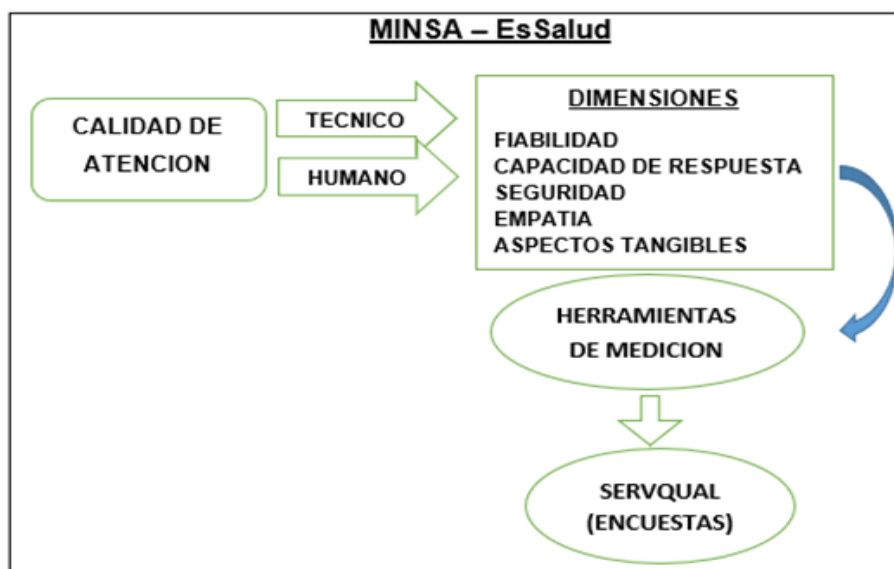 MINSA – EsSalud
CALIDAD DE
ATENCION
TECNICO
HUMANO
DIMENSIONES
FIABILIDAD
CAPACIDAD DE RESPUESTA
SEGURIDAD
EMPATIA
ASPECTOS TANGIBLES
HERRAMIENTAS
DE MEDICION
SERVQUAL
(ENCUESTAS)